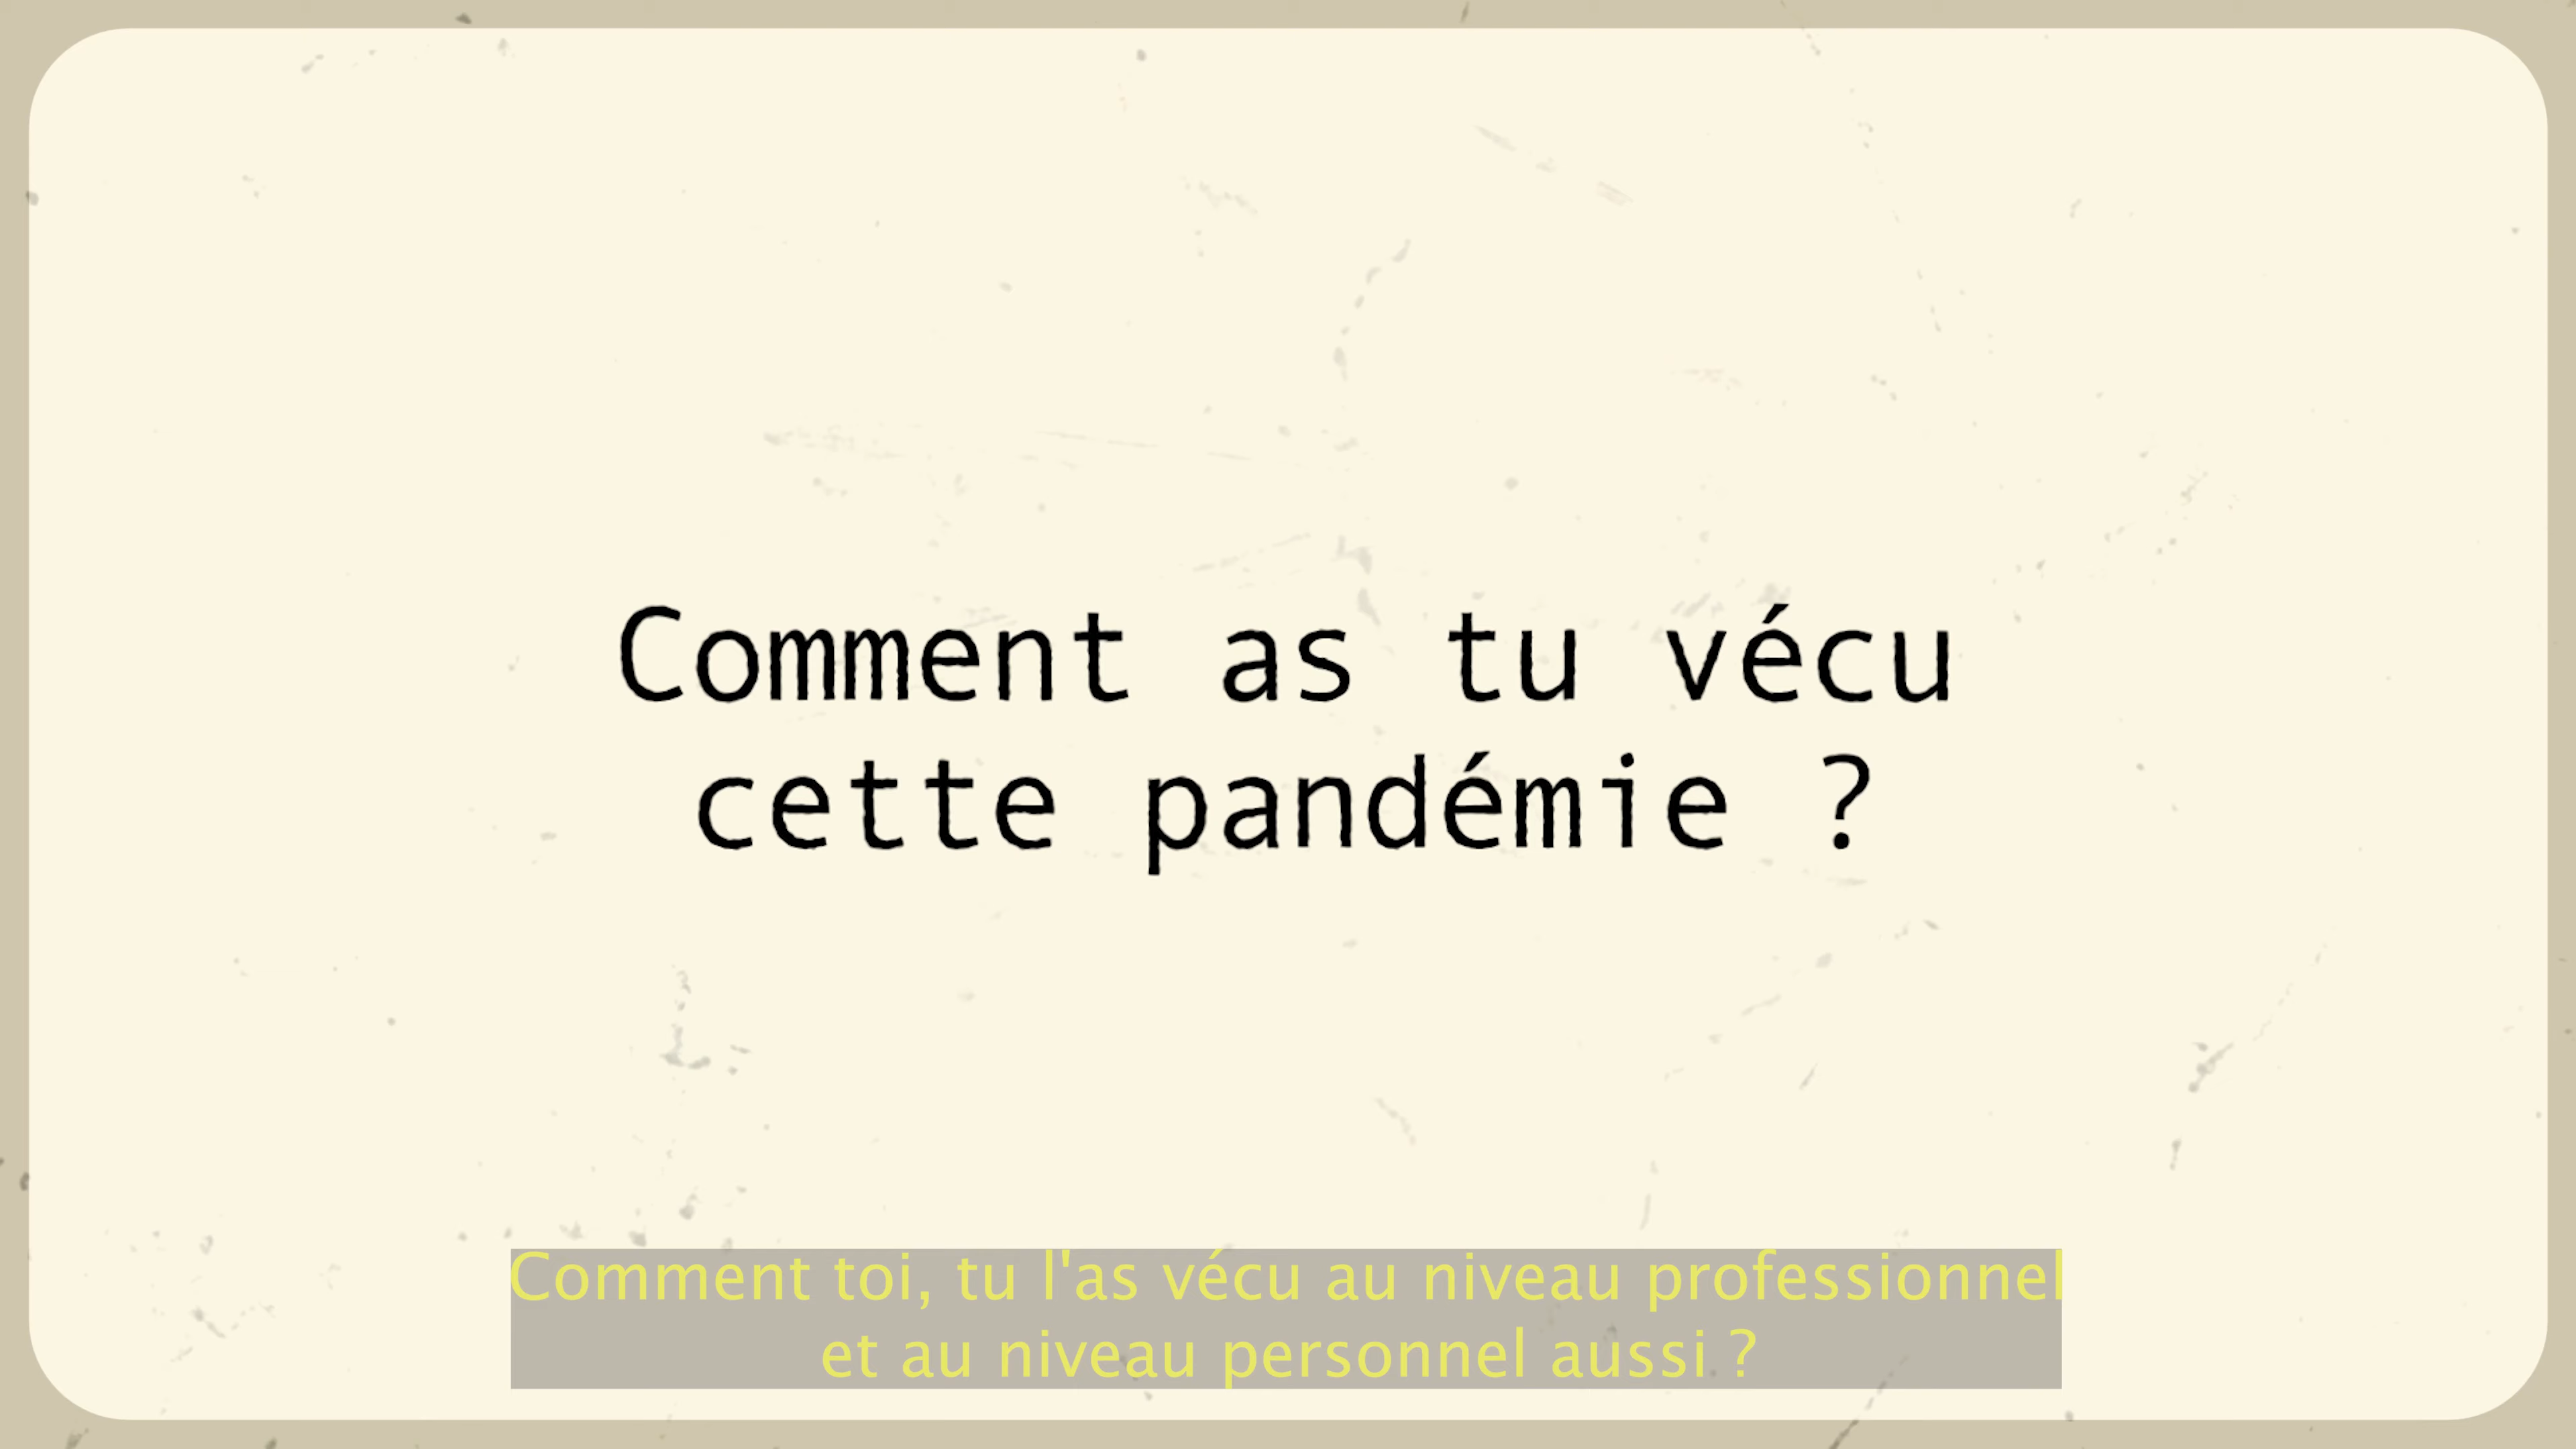 Comment as tu vécu
cette pandémie ?
Comment toi, tu l'as vécu au niveau professionnel
et au niveau personnel aussi ?